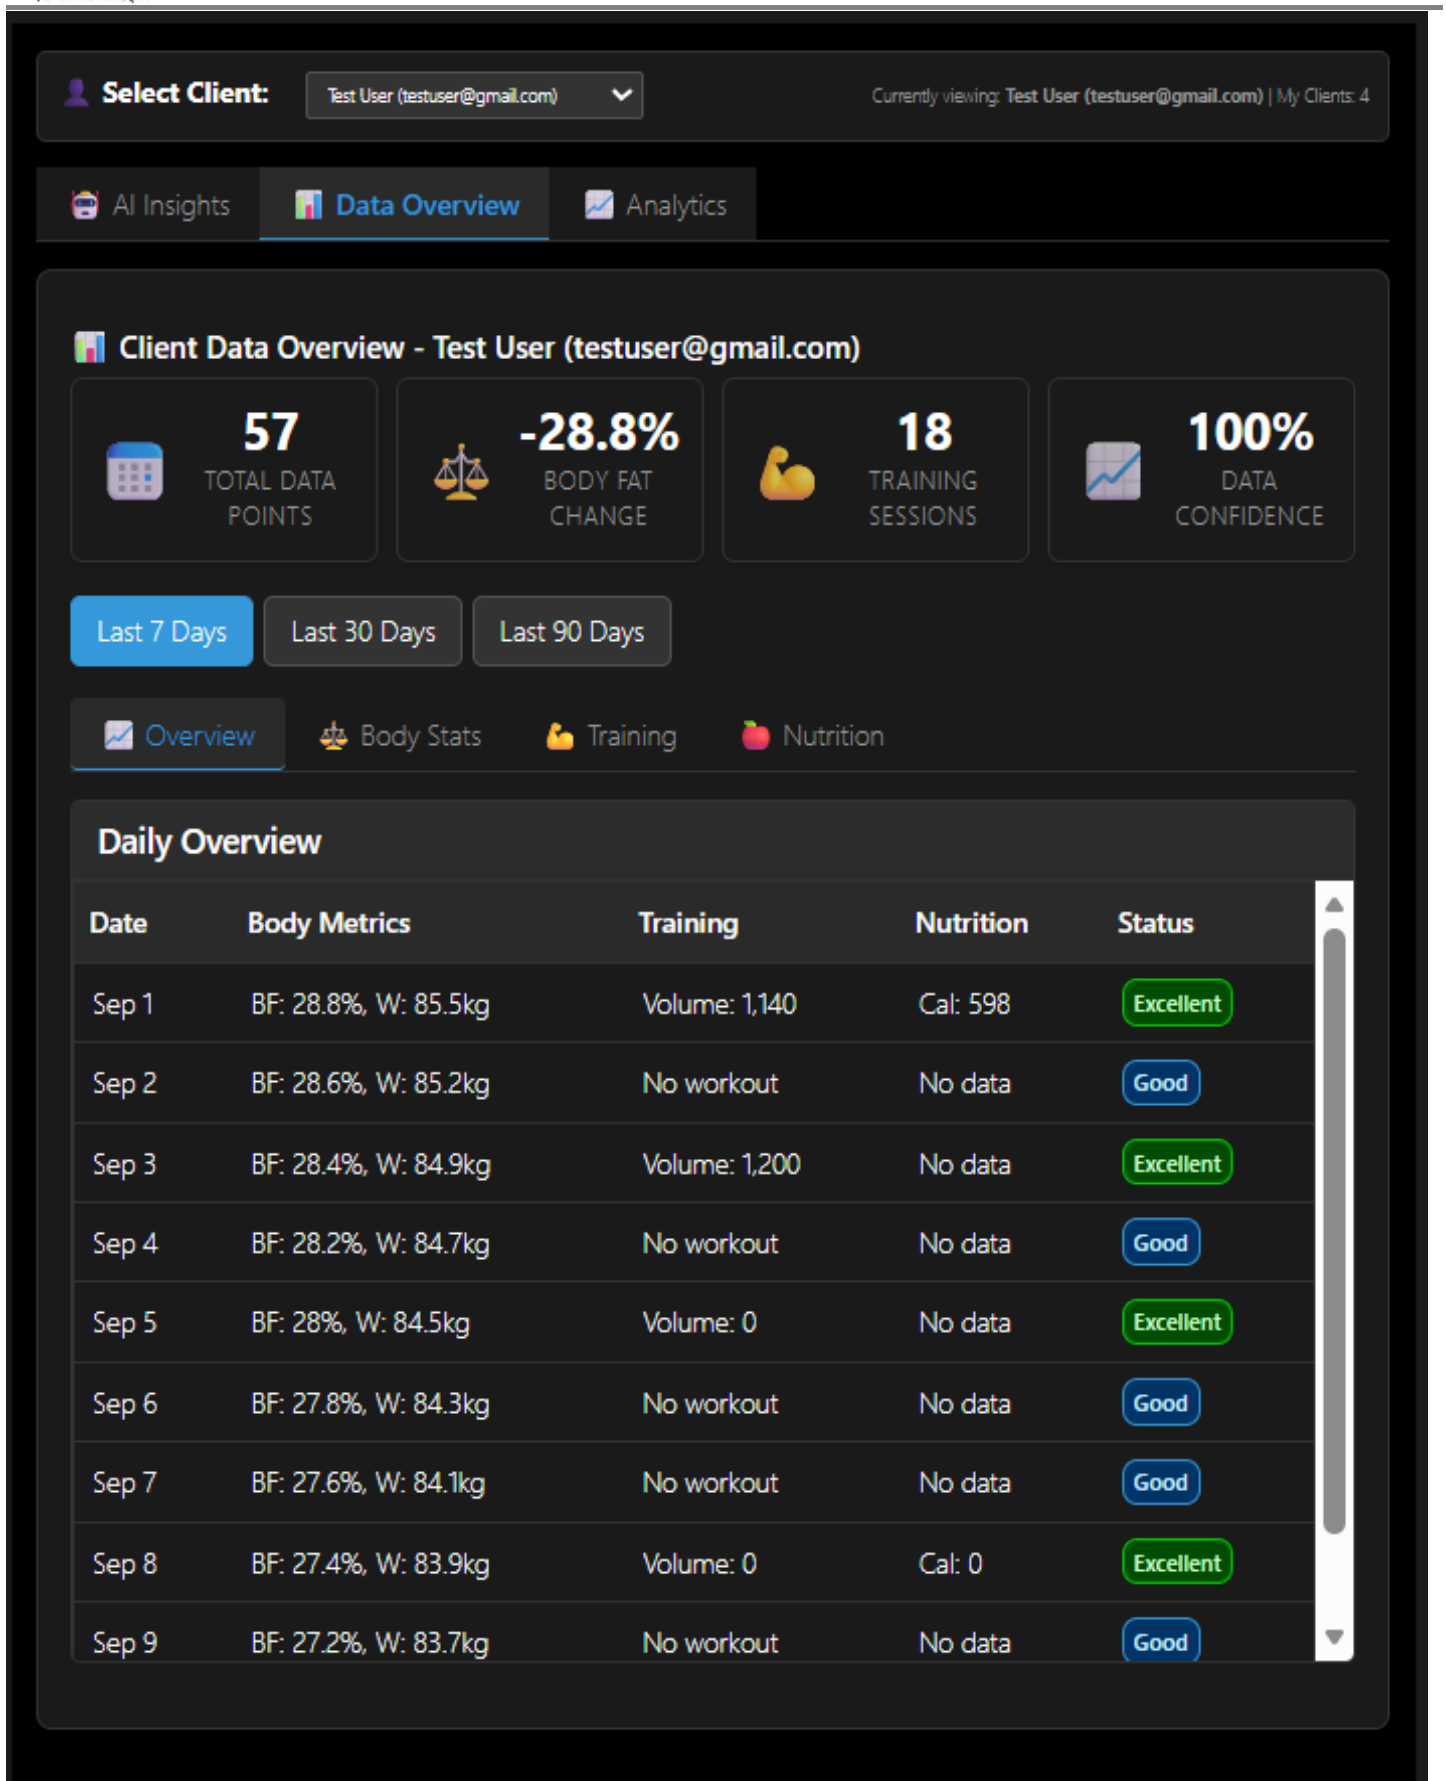 Select Client: Test User (testuser@gmail.com) Currently viewing: Test User (testuser@gmail.com) | My Clients: 4
AI Insights Data Overview Analytics
Client Data Overview - Test User (testuser@gmail.com)
57
TOTAL DATA
POINTS
-28.8%
BODY FAT
CHANGE
18
TRAINING
SESSIONS
100%
DATA
CONFIDENCE
Last 7 Days Last 30 Days Last 90 Days
Overview Body Stats Training Nutrition
Daily Overview
Date Body Metrics Training Nutrition Status
Sep 1 BF: 28.8%, W: 85.5kg Volume: 1,140 Cal: 598 Excellent
Sep 2 BF: 28.6%, W: 85.2kg No workout No data Good
Sep 3 BF: 28.4%, W: 84.9kg Volume: 1,200 No data Excellent
Sep 4 BF: 28.2%, W: 84.7kg No workout No data Good
Sep 5 BF: 28%, W: 84.5kg Volume: 0 No data Excellent
Sep 6 BF: 27.8%, W: 84.3kg No workout No data Good
Sep 7 BF: 27.6%, W: 84.1kg No workout No data Good
Sep 8 BF: 27.4%, W: 83.9kg Volume: 0 Cal: 0 Excellent
Sep 9 BF: 27.2%, W: 83.7kg No workout No data Good